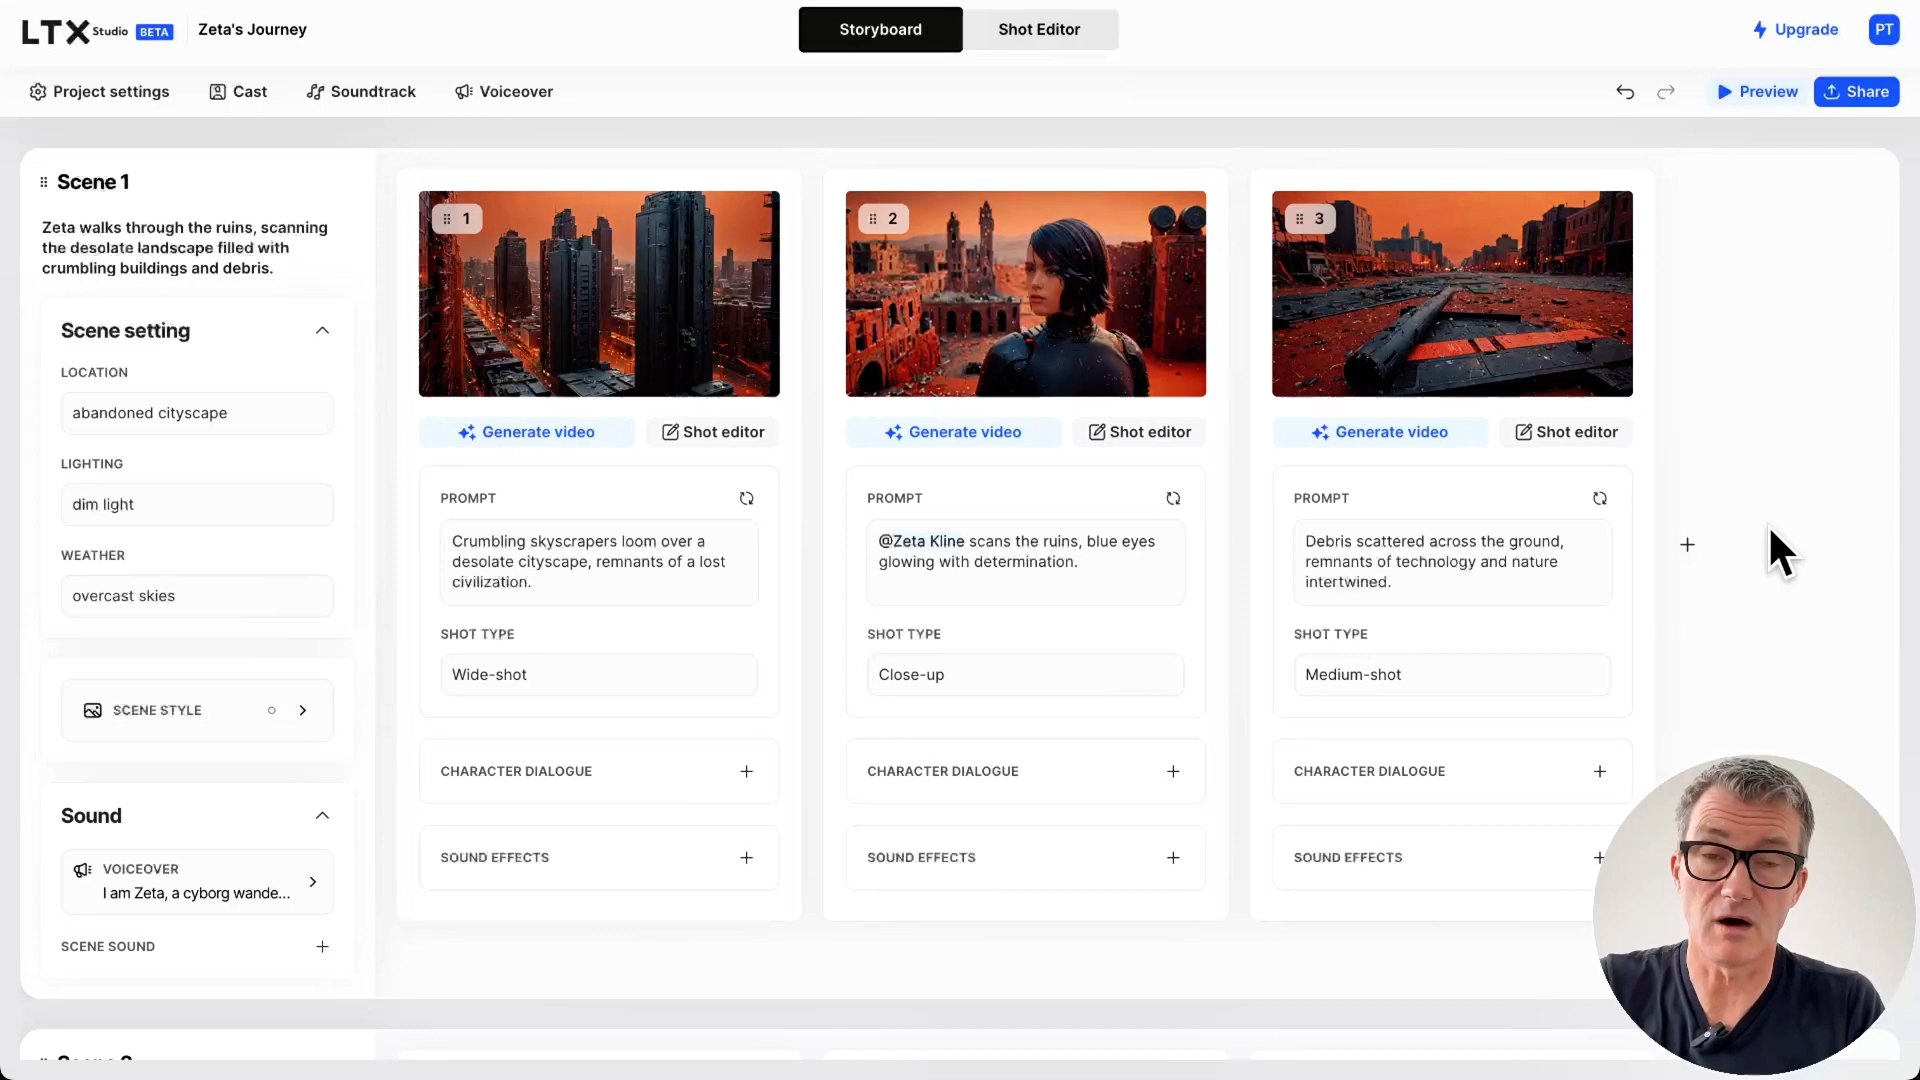 LTX Studio BETA
Zeta's Journey
Storyboard
Shot Editor
Upgrade
PT
Project settings
Cast
Soundtrack
Voiceover
Preview
Share
Scene 1
Zeta walks through the ruins, scanning
the desolate landscape filled with
crumbling buildings and debris.
Scene setting
LOCATION
abandoned cityscape
LIGHTING
dim light
WEATHER
overcast skies
SCENE STYLE
Sound
VOICEOVER
I am Zeta, a cyborg wande...
SCENE SOUND
1
Generate video
Shot editor
PROMPT
Crumbling skyscrapers loom over a
desolate cityscape, remnants of a lost
civilization.
SHOT TYPE
Wide-shot
CHARACTER DIALOGUE
SOUND EFFECTS
2
Generate video
Shot editor
PROMPT
@Zeta Kline scans the ruins, blue eyes
glowing with determination.
SHOT TYPE
Close-up
CHARACTER DIALOGUE
SOUND EFFECTS
3
Generate video
Shot editor
PROMPT
Debris scattered across the ground,
remnants of technology and nature
intertwined.
SHOT TYPE
Medium-shot
CHARACTER DIALOGUE
SOUND EFFECTS